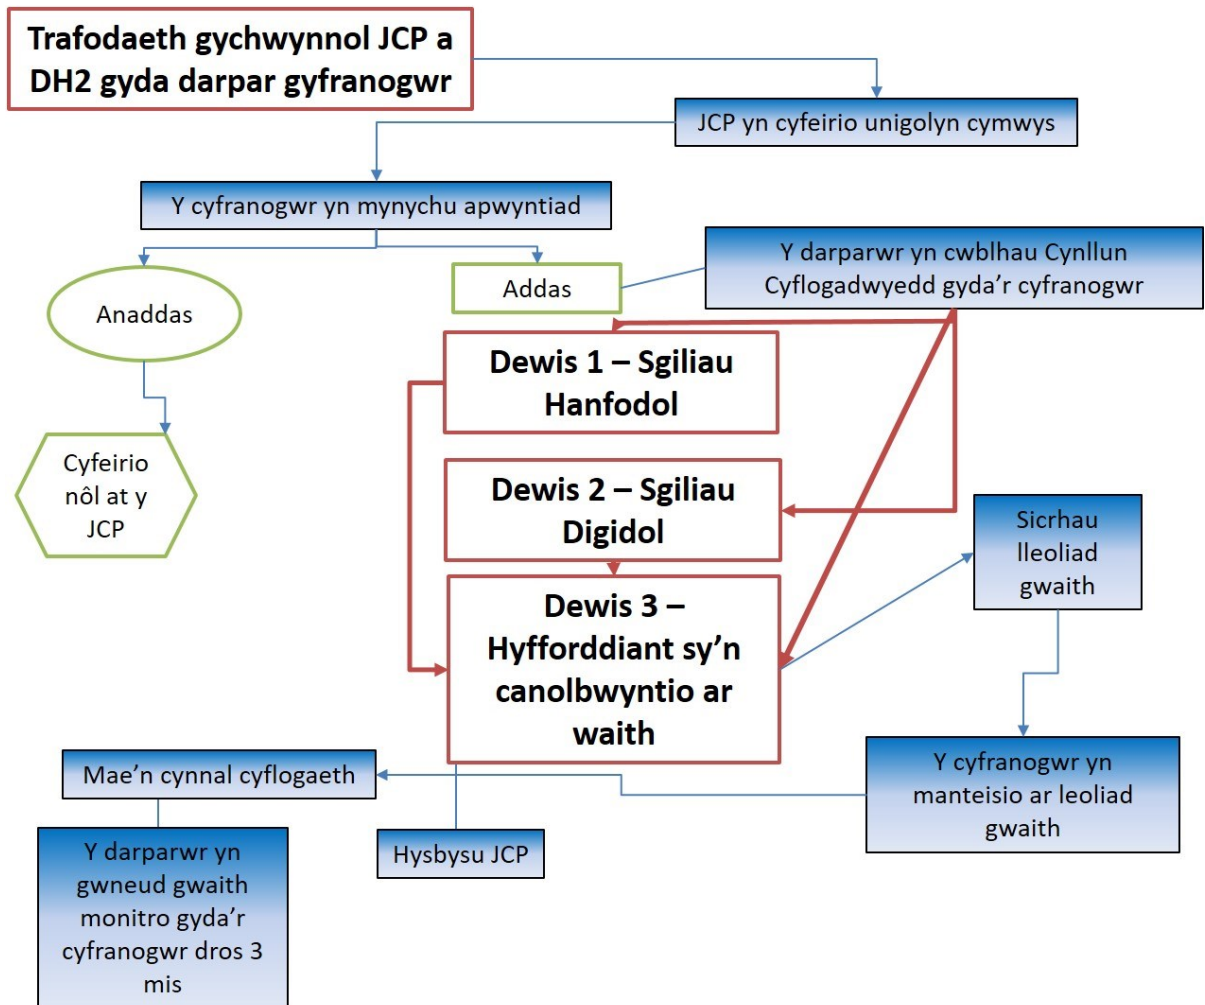 Trafodaeth gychwynnol JCP a
DH2 gyda darpar gyfranogwr
JCP yn cyfeirio unigolyn cymwys
Y cyfranogwr yn mynychu apwyntiad
Y darparwr yn cwblhau Cynllun
Cyflogadwyedd gyda’r cyfranogwr
Addas
Anaddas
Dewis 1 – Sgiliau
Hanfodol
Cyfeirio
nôl at y
JCP
Dewis 2 – Sgiliau
Digidol
Sicrhau
lleoliad
gwaith
Dewis 3 –
Hyfforddiant sy’n
canolbwyntio ar
waith
Mae’n cynnal cyflogaeth
Y cyfranogwr yn
manteisio ar leoliad
gwaith
Hysbysu JCP
Y darparwr yn
gwneud gwaith
monitro gyda’r
cyfranogwr dros 3
mis